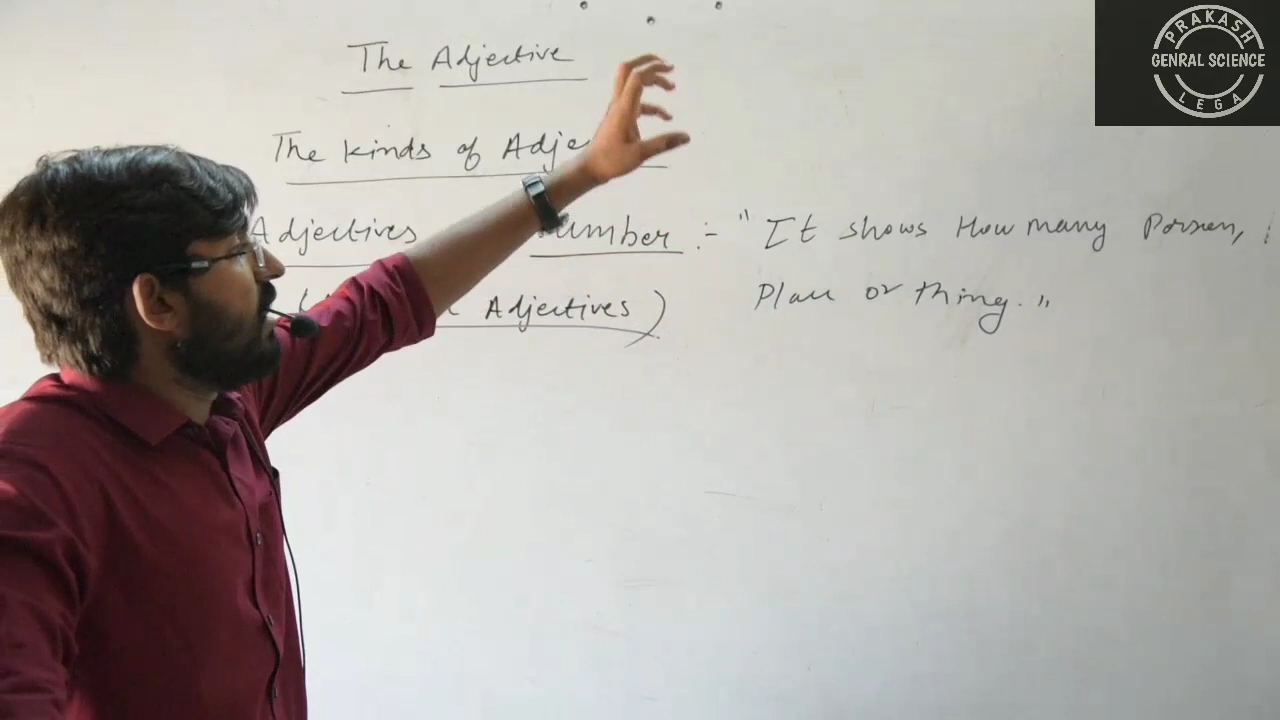 The Adjective
The Kinds of Adje
Adjectives umber :- " It shows How many Person,
( Adjectives) Place or thing."
PRAKASH
GENRAL SCIENCE
LEGA